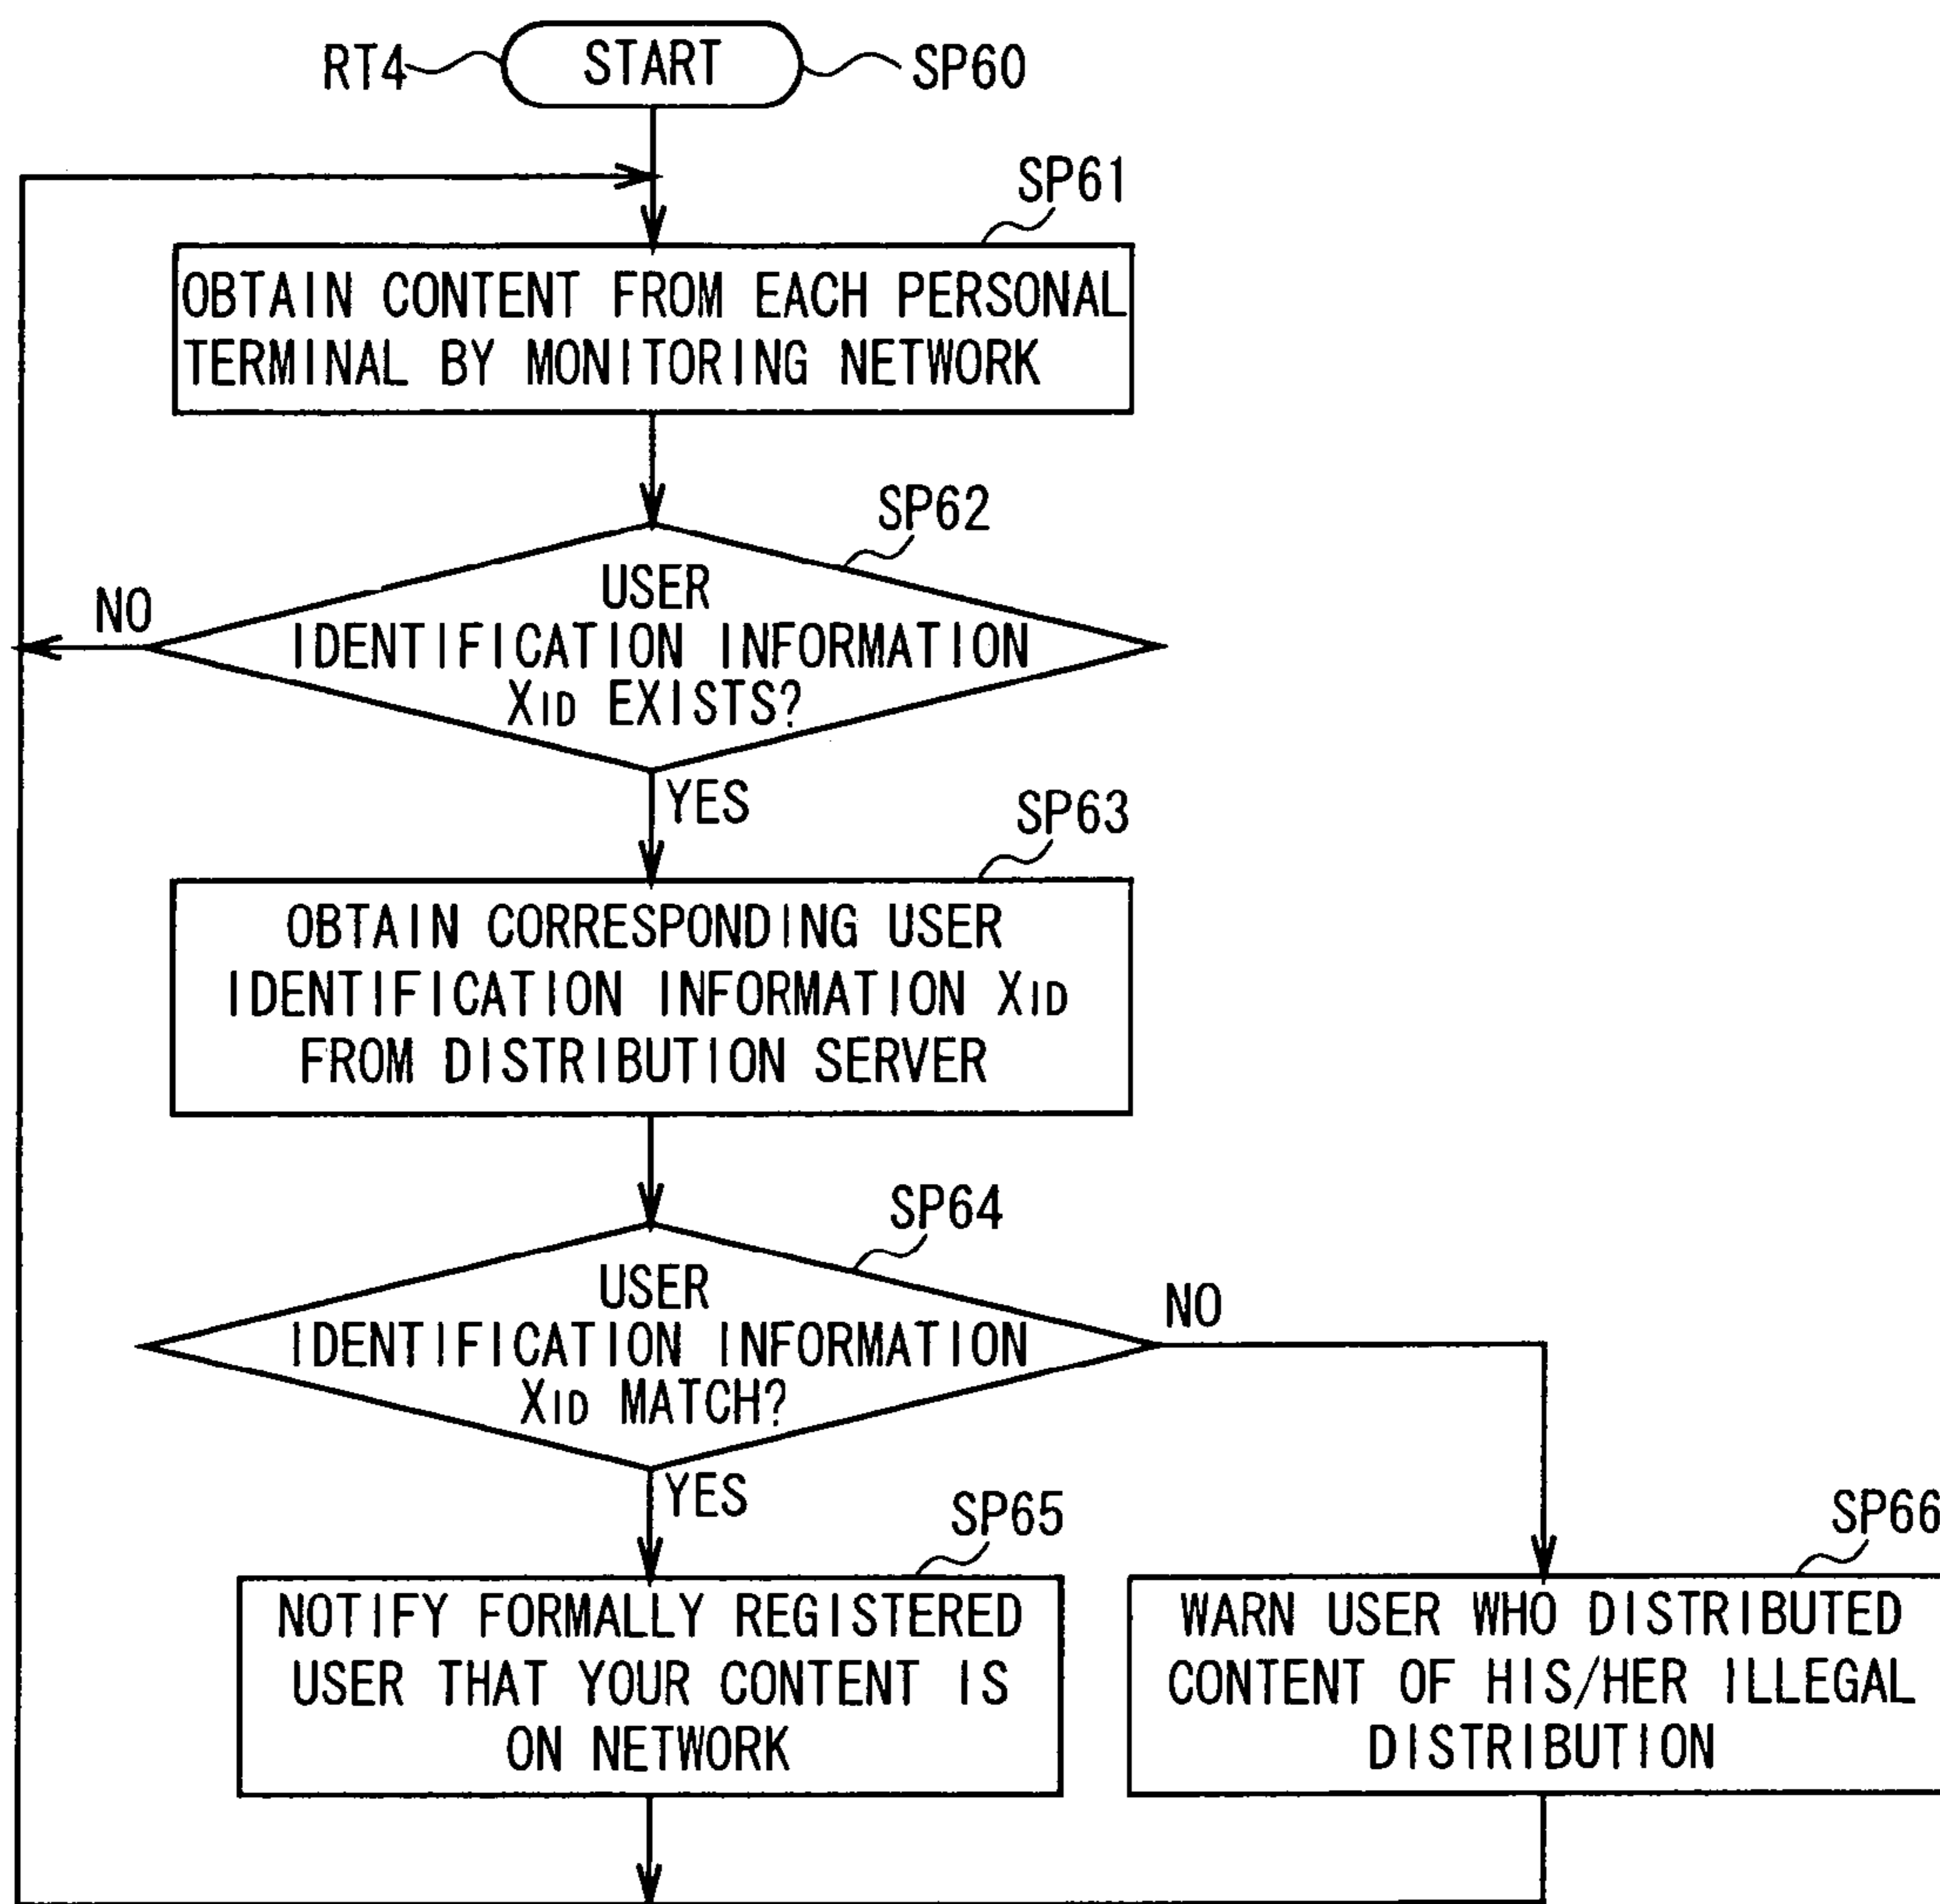 RT4
START
SP60
SP61
OBTAIN CONTENT FROM EACH PERSONAL
TERMINAL BY MONITORING NETWORK
SP62
USER
IDENTIFICATION INFORMATION
XID EXISTS?
NO
YES
SP63
OBTAIN CORRESPONDING USER
IDENTIFICATION INFORMATION XID
FROM DISTRIBUTION SERVER
SP64
USER
IDENTIFICATION INFORMATION
XID MATCH?
NO
YES
SP65
NOTIFY FORMALLY REGISTERED
USER THAT YOUR CONTENT IS
ON NETWORK
SP66
WARN USER WHO DISTRIBUTED
CONTENT OF HIS/HER ILLEGAL
DISTRIBUTION